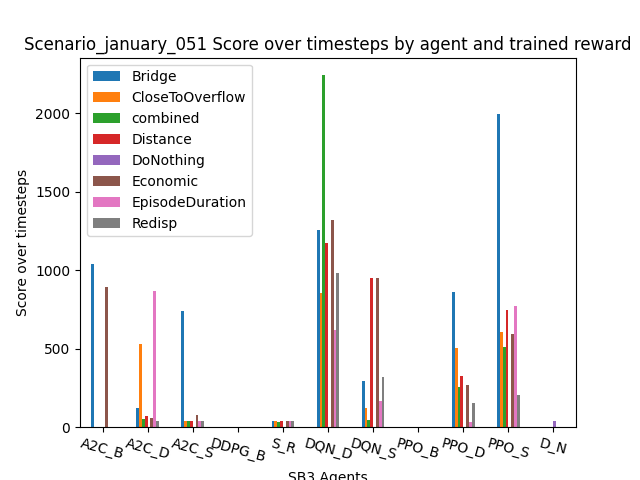 Scenario_january_051 Score over timesteps by agent and trained reward
Bridge
CloseToOverflow
combined
Distance
DoNothing
Economic
EpisodeDuration
Redisp
Score over timesteps
2000
1500
1000
500
0
A2C_B
A2C_D
A2C_S
DDPG_B
S_R
DQN_D
DQN_S
PPO_B
PPO_D
PPO_S
D_N
SB3 Agents